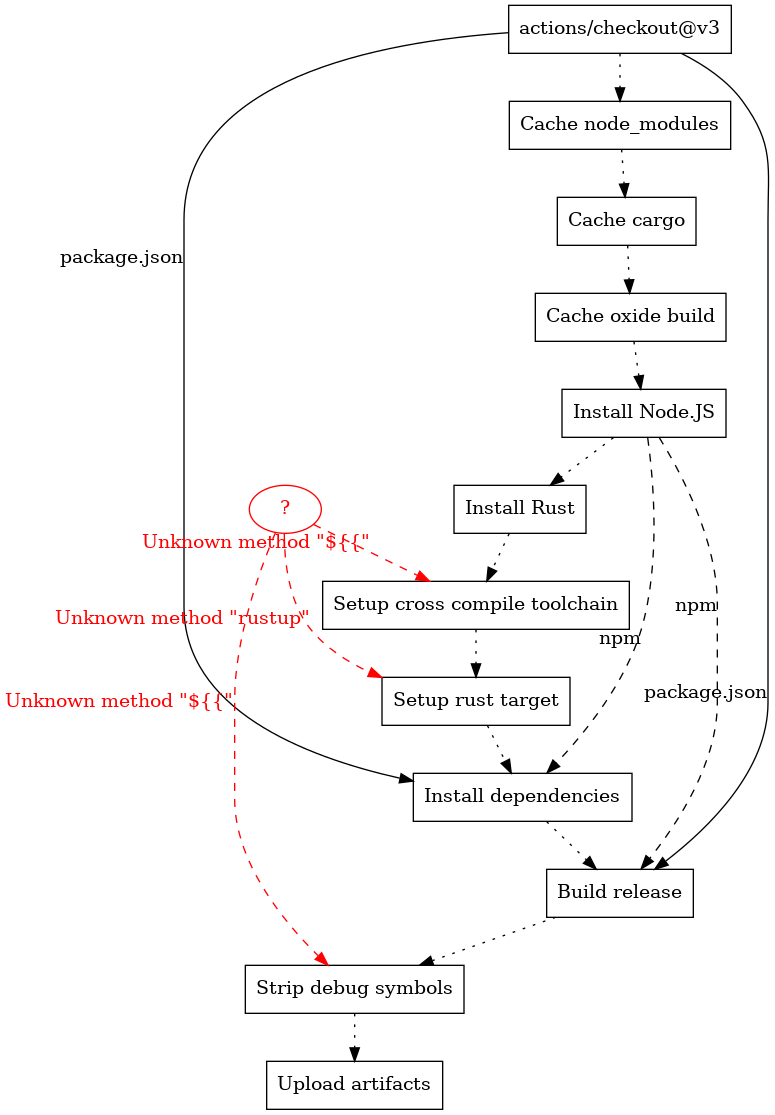 actions/checkout@v3
Cache node_modules
Cache cargo
package.json
Cache oxide build
Install Node.JS
Install Rust
?
Unknown method "${{"
Setup cross compile toolchain
npm
Unknown method "rustup"
npm
Setup rust target
package.json
Unknown method "${{"
Install dependencies
Build release
Strip debug symbols
Upload artifacts